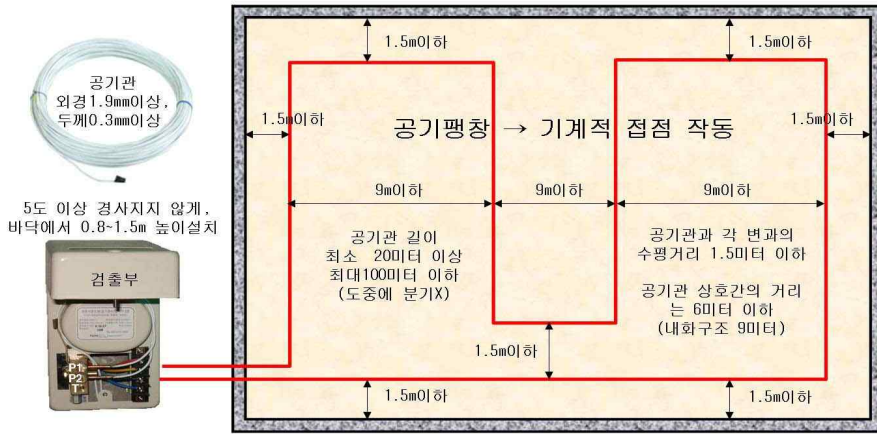 공기관
외경1.9mm이상,
두께0.3mm이상
5도 이상 경사지지 않게,
바닥에서 0.8~1.5m 높이설치
검출부
P1
P2
T
1.5m이하
1.5m이하
1.5m이하
1.5m이하
공기팽창 → 기계적 접점 작동
9m이하
9m이하
9m이하
공기관 길이
최소 20미터 이상
최대100미터 이하
(도중에 분기X)
공기관과 각 변과의
수평거리 1.5미터 이하
공기관 상호간의 거리
는 6미터 이하
(내화구조 9미터)
1.5m이하
1.5m이하
1.5m이하